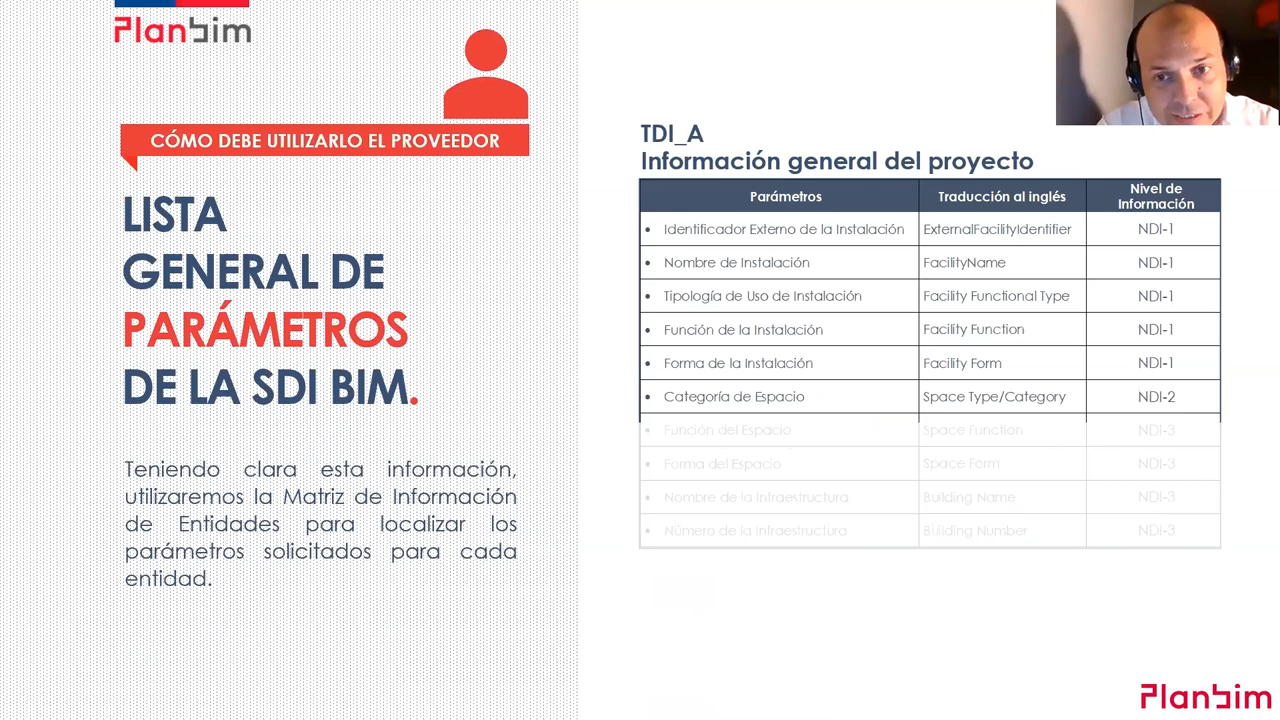 Planbim
CÓMO DEBE UTILIZARLO EL PROVEEDOR
LISTA
GENERAL DE
PARÁMETROS
DE LA SDI BIM.
Teniendo clara esta información,
utilizaremos la Matriz de Información
de Entidades para localizar los
parámetros solicitados para cada
entidad.
TDI_A
Información general del proyecto
Parámetros Traducción al inglés Nivel de Información
• Identificador Externo de la Instalación ExternalFacilityIdentifier NDI-1
• Nombre de Instalación FacilityName NDI-1
• Tipología de Uso de Instalación Facility Functional Type NDI-1
• Función de la Instalación Facility Function NDI-1
• Forma de la Instalación Facility Form NDI-1
• Categoría de Espacio Space Type/Category NDI-2
• Función del Espacio Space Function NDI-3
• Forma del Espacio Space Form NDI-3
• Nombre de la Infraestructura Building Name NDI-3
• Número de la Infraestructura Building Number NDI-3
Planbim